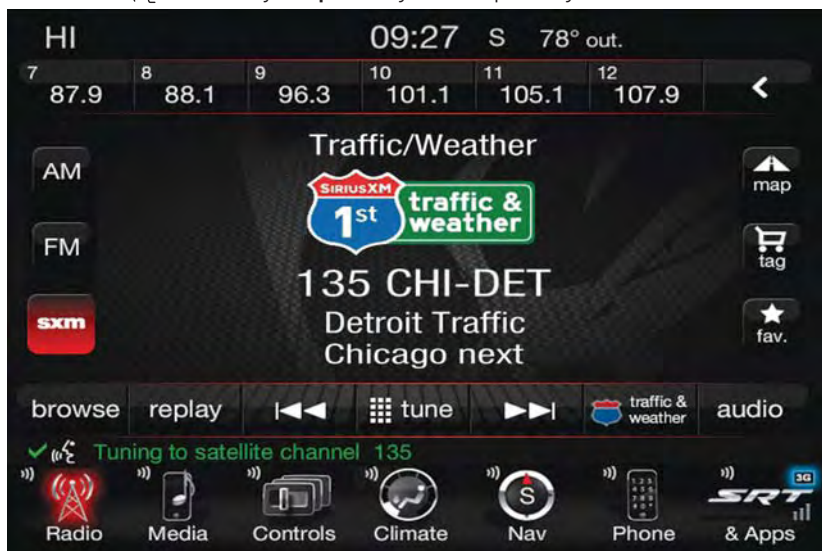 HI 09:27 S 78° out.
7 8 9 10 11 12
87.9 88.1 96.3 101.1 105.1 107.9
Traffic/Weather
AM
map
SIRIUSXM
1st traffic &
weather
FM
tag
135 CHI-DET
sxm
Detroit Traffic
fav.
Chicago next
browse replay tune traffic & weather audio
Tuning to satellite channel 135
S
3G
SRT
Radio Media Controls Climate Nav Phone & Apps